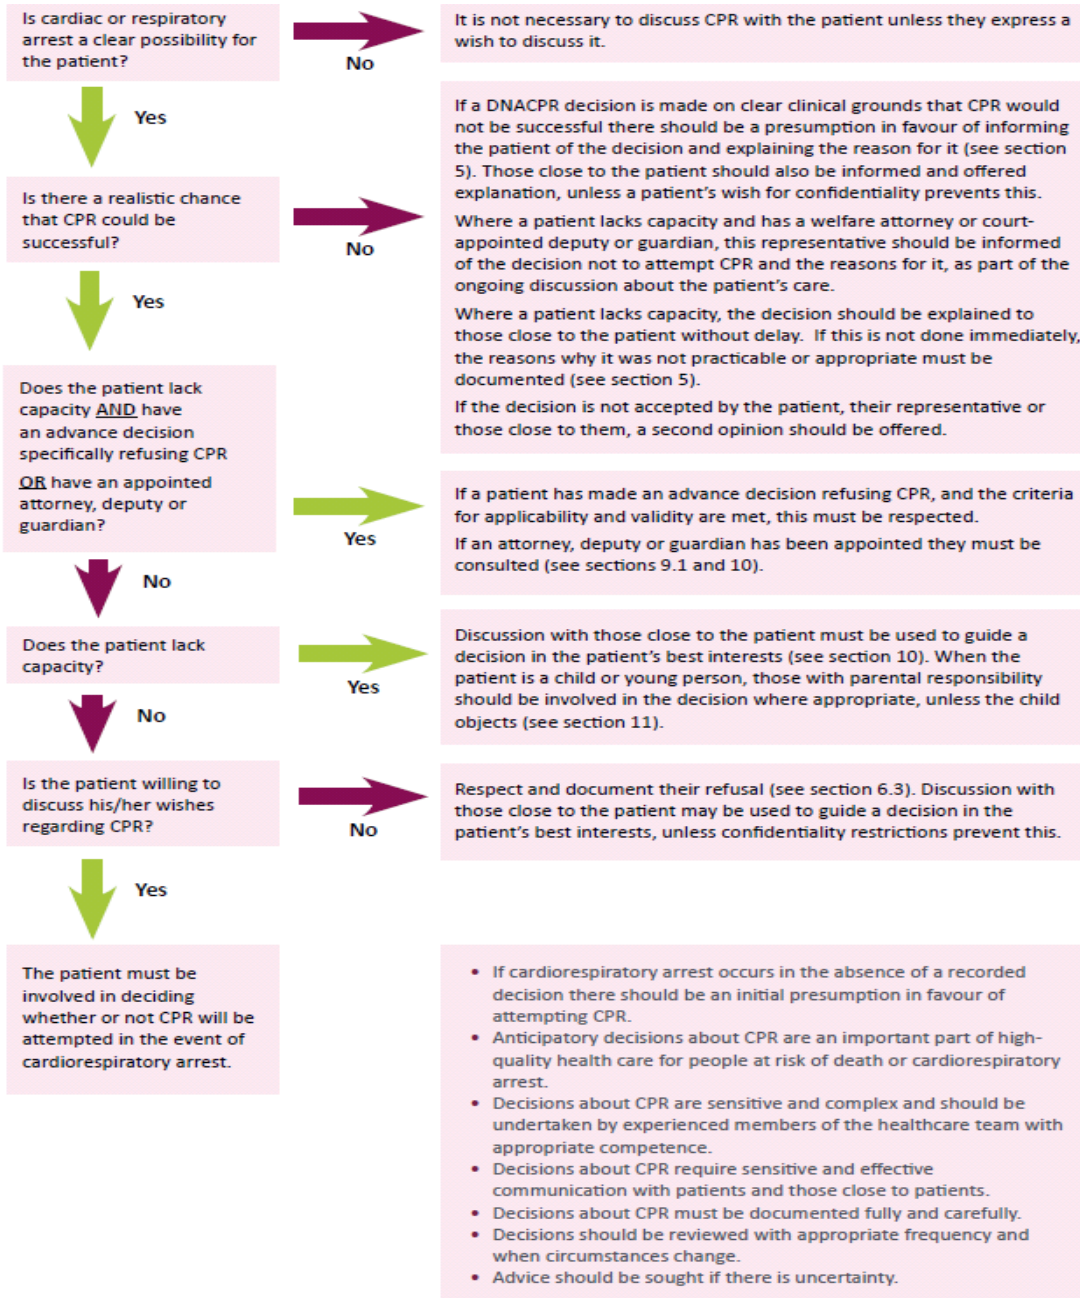 Is cardiac or respiratory
arrest a clear possibility for
the patient?
No
It is not necessary to discuss CPR with the patient unless they express a
wish to discuss it.
Yes
Is there a realistic chance
that CPR could be
successful?
No
If a DNACPR decision is made on clear clinical grounds that CPR would
not be successful there should be a presumption in favour of informing
the patient of the decision and explaining the reason for it (see section
5). Those close to the patient should also be informed and offered
explanation, unless a patient's wish for confidentiality prevents this.
Where a patient lacks capacity and has a welfare attorney or court-
appointed deputy or guardian, this representative should be informed
of the decision not to attempt CPR and the reasons for it, as part of the
ongoing discussion about the patient's care.
Where a patient lacks capacity, the decision should be explained to
those close to the patient without delay. If this is not done immediately,
the reasons why it was not practicable or appropriate must be
documented (see section 5).
If the decision is not accepted by the patient, their representative or
those close to them, a second opinion should be offered.
Yes
Does the patient lack
capacity AND have
an advance decision
specifically refusing CPR
OR have an appointed
attorney, deputy or
guardian?
Yes
If a patient has made an advance decision refusing CPR, and the criteria
for applicability and validity are met, this must be respected.
If an attorney, deputy or guardian has been appointed they must be
consulted (see sections 9.1 and 10).
No
Does the patient lack
capacity?
Yes
Discussion with those close to the patient must be used to guide a
decision in the patient's best interests (see section 10). When the
patient is a child or young person, those with parental responsibility
should be involved in the decision where appropriate, unless the child
objects (see section 11).
No
Is the patient willing to
discuss his/her wishes
regarding CPR?
No
Respect and document their refusal (see section 6.3). Discussion with
those close to the patient may be used to guide a decision in the
patient's best interests, unless confidentiality restrictions prevent this.
Yes
The patient must be
involved in deciding
whether or not CPR will be
attempted in the event of
cardiorespiratory arrest.
• If cardiorespiratory arrest occurs in the absence of a recorded
decision there should be an initial presumption in favour of
attempting CPR.
• Anticipatory decisions about CPR are an important part of high-
quality health care for people at risk of death or cardiorespiratory
arrest.
• Decisions about CPR are sensitive and complex and should be
undertaken by experienced members of the healthcare team with
appropriate competence.
• Decisions about CPR require sensitive and effective
communication with patients and those close to patients.
• Decisions about CPR must be documented fully and carefully.
• Decisions should be reviewed with appropriate frequency and
when circumstances change.
• Advice should be sought if there is uncertainty.